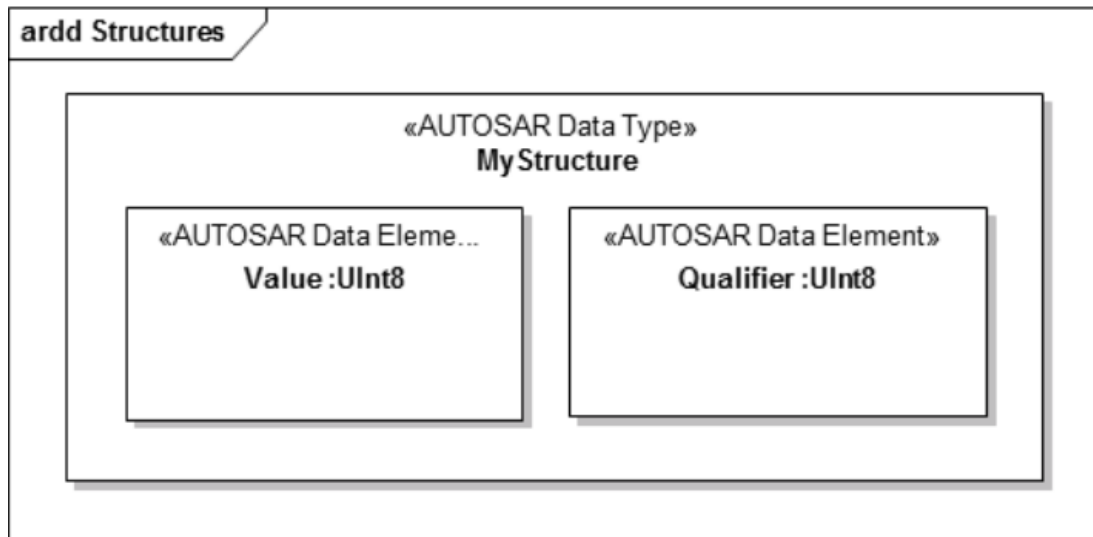 ardd Structures
«AUTOSAR Data Type»
MyStructure
«AUTOSAR Data Eleme...
Value :UInt8
«AUTOSAR Data Element»
Qualifier :UInt8